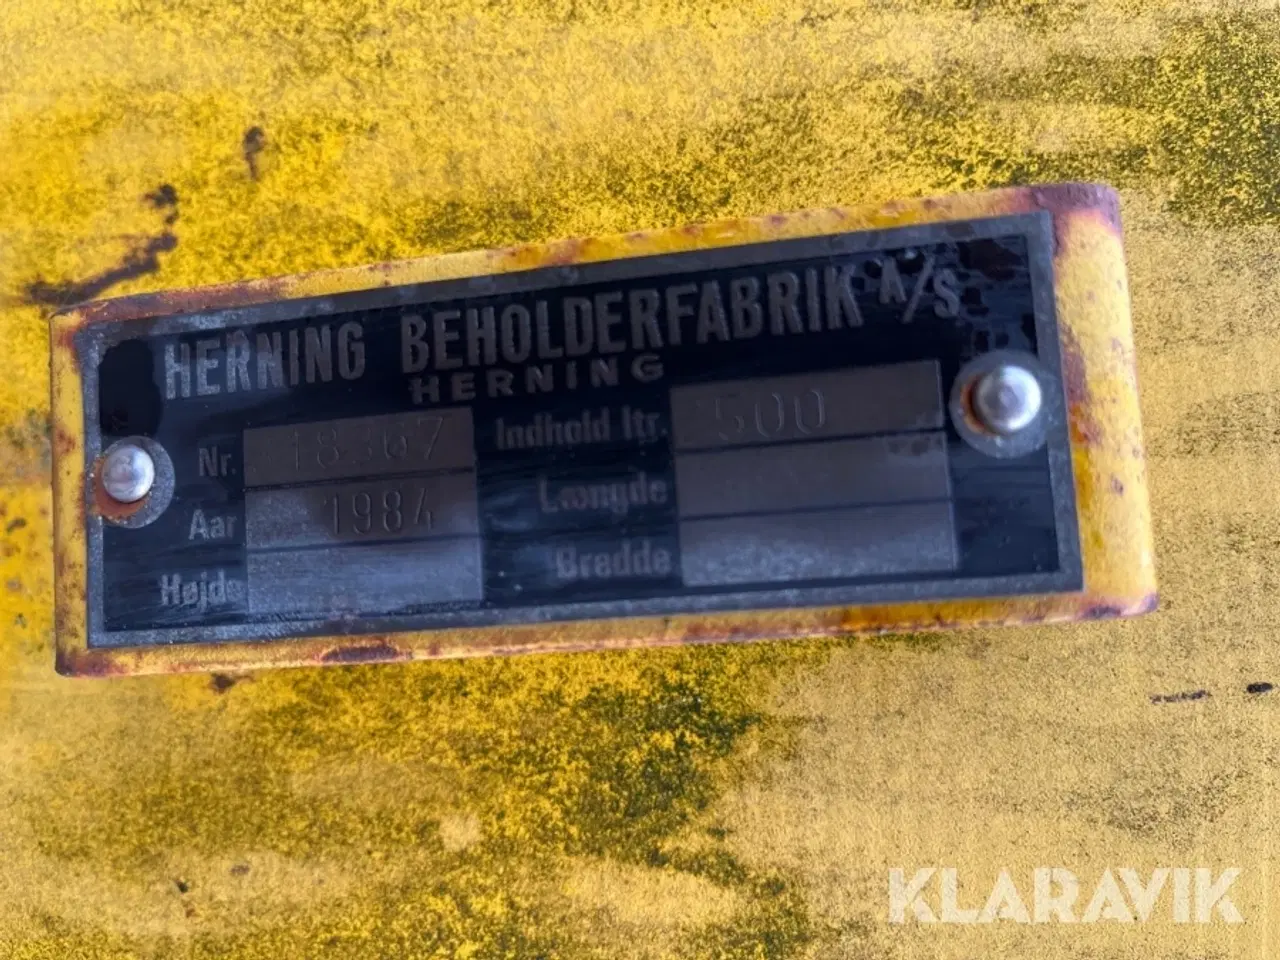 HERNING BEHOLDERFABRIK A/S
HERNING
Nr. 18367 Indhold ltr. 500
Aar 1984 Længde
Højde Bredde
KLARAVIK